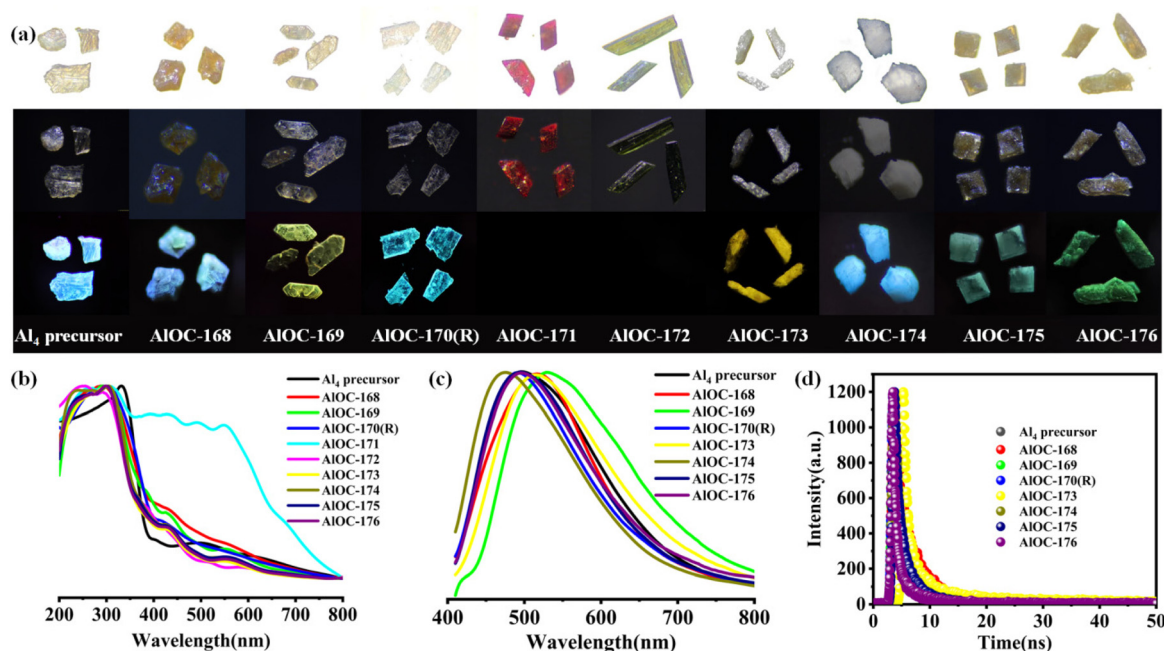 (a)
Al₄ precursor AlOC-168 AlOC-169 AlOC-170(R) AlOC-171 AlOC-172 AlOC-173 AlOC-174 AlOC-175 AlOC-176
(b)
Al₄ precursor
AlOC-168
AlOC-169
AlOC-170(R)
AlOC-171
AlOC-172
AlOC-173
AlOC-174
AlOC-175
AlOC-176
200 300 400 500 600 700 800
Wavelength(nm)
(c)
Al₄ precursor
AlOC-168
AlOC-169
AlOC-170(R)
AlOC-173
AlOC-174
AlOC-175
AlOC-176
400 500 600 700 800
Wavelength(nm)
(d)
Intensity(a.u.)
1200
1000
800
600
400
200
0
Al₄ precursor
AlOC-168
AlOC-169
AlOC-170(R)
AlOC-173
AlOC-174
AlOC-175
AlOC-176
0 10 20 30 40 50
Time(ns)